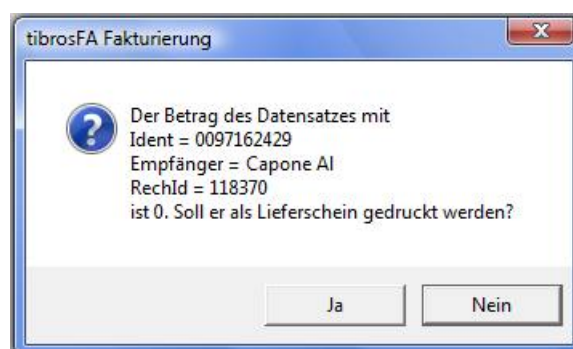 tibrosFA Fakturierung
Der Betrag des Datensatzes mit
Ident = 0097162429
Empfänger = Capone Al
RechId = 118370
ist 0. Soll er als Lieferschein gedruckt werden?
Ja
Nein